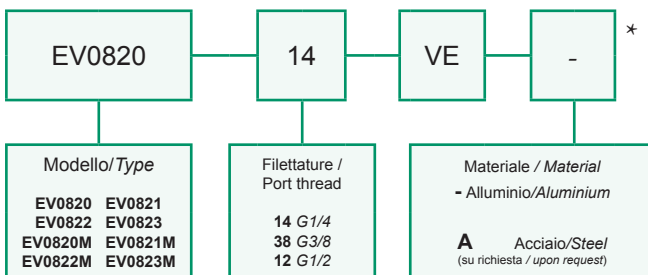 EV0820 14 VE - *
Modello/Type
EV0820 EV0821
EV0822 EV0823
EV0820M EV0821M
EV0822M EV0823M
Filettature /
Port thread
14 G1/4
38 G3/8
12 G1/2
Materiale / Material
- Alluminio/Aluminium
A Acciaio/Steel
(su richiesta / upon request)